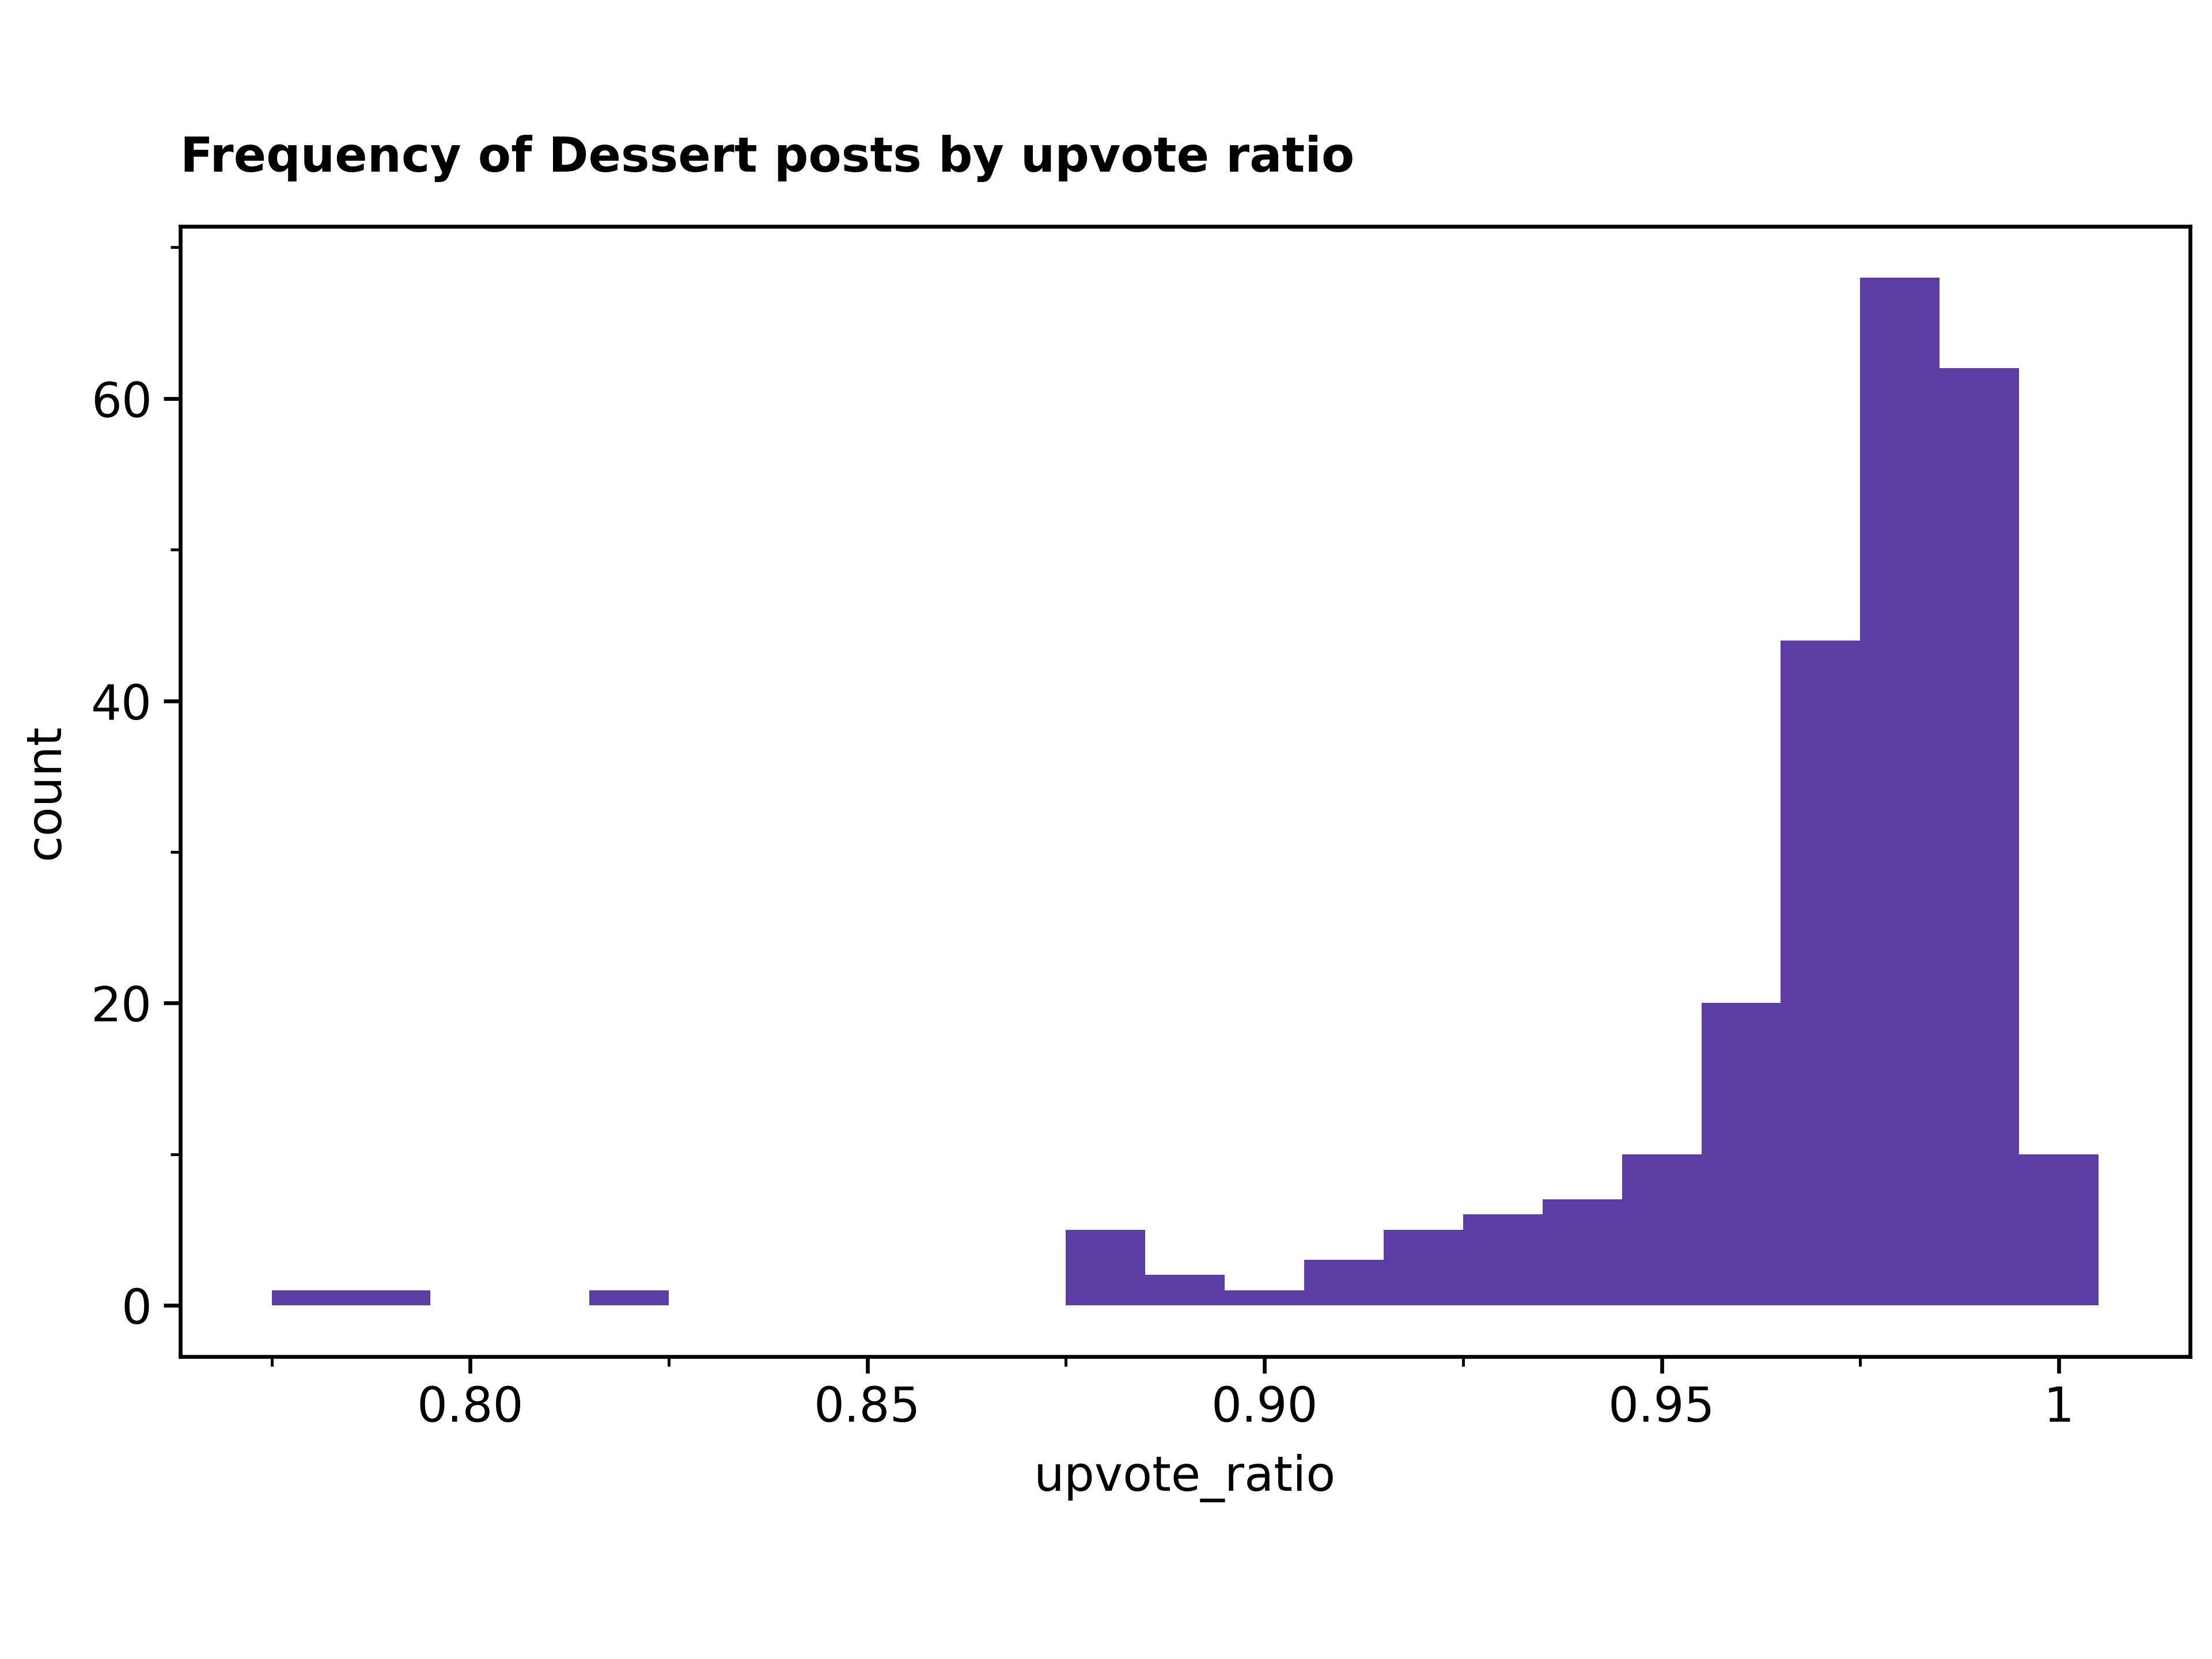 Frequency of Dessert posts by upvote ratio
60
40
20
0
count
0.80 0.85 0.90 0.95 1
upvote_ratio